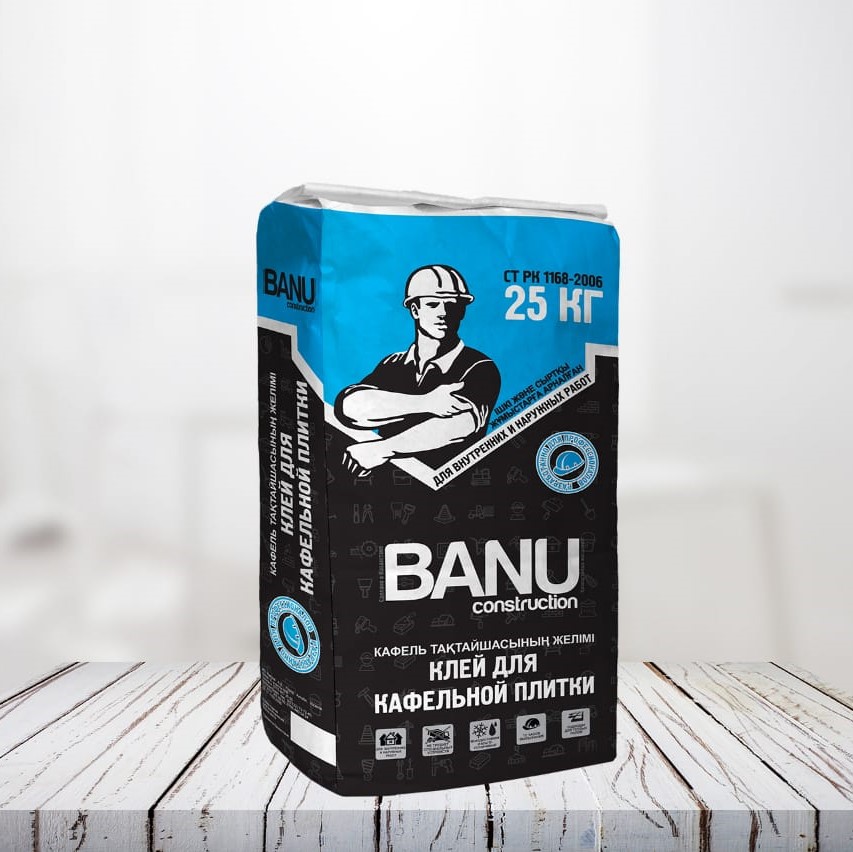 BANU
construction
КАФЕЛЬ ТАҚТАЙШАСЫНЫҢ ЖЕЛІМІ
КЛЕЙ ДЛЯ
КАФЕЛЬНОЙ ПЛИТКИ
СТ РК 1168-2006
25 КГ
ІШКІ ЖӘНЕ СЫРТҚЫ
ЖҰМЫСТАРҒА АРНАЛҒАН
ДЛЯ ВНУТРЕННИХ И НАРУЖНЫХ РАБОТ
BANU
construction
КАФЕЛЬ ТАҚТАЙШАСЫНЫҢ ЖЕЛІМІ
КЛЕЙ ДЛЯ
КАФЕЛЬНОЙ ПЛИТКИ